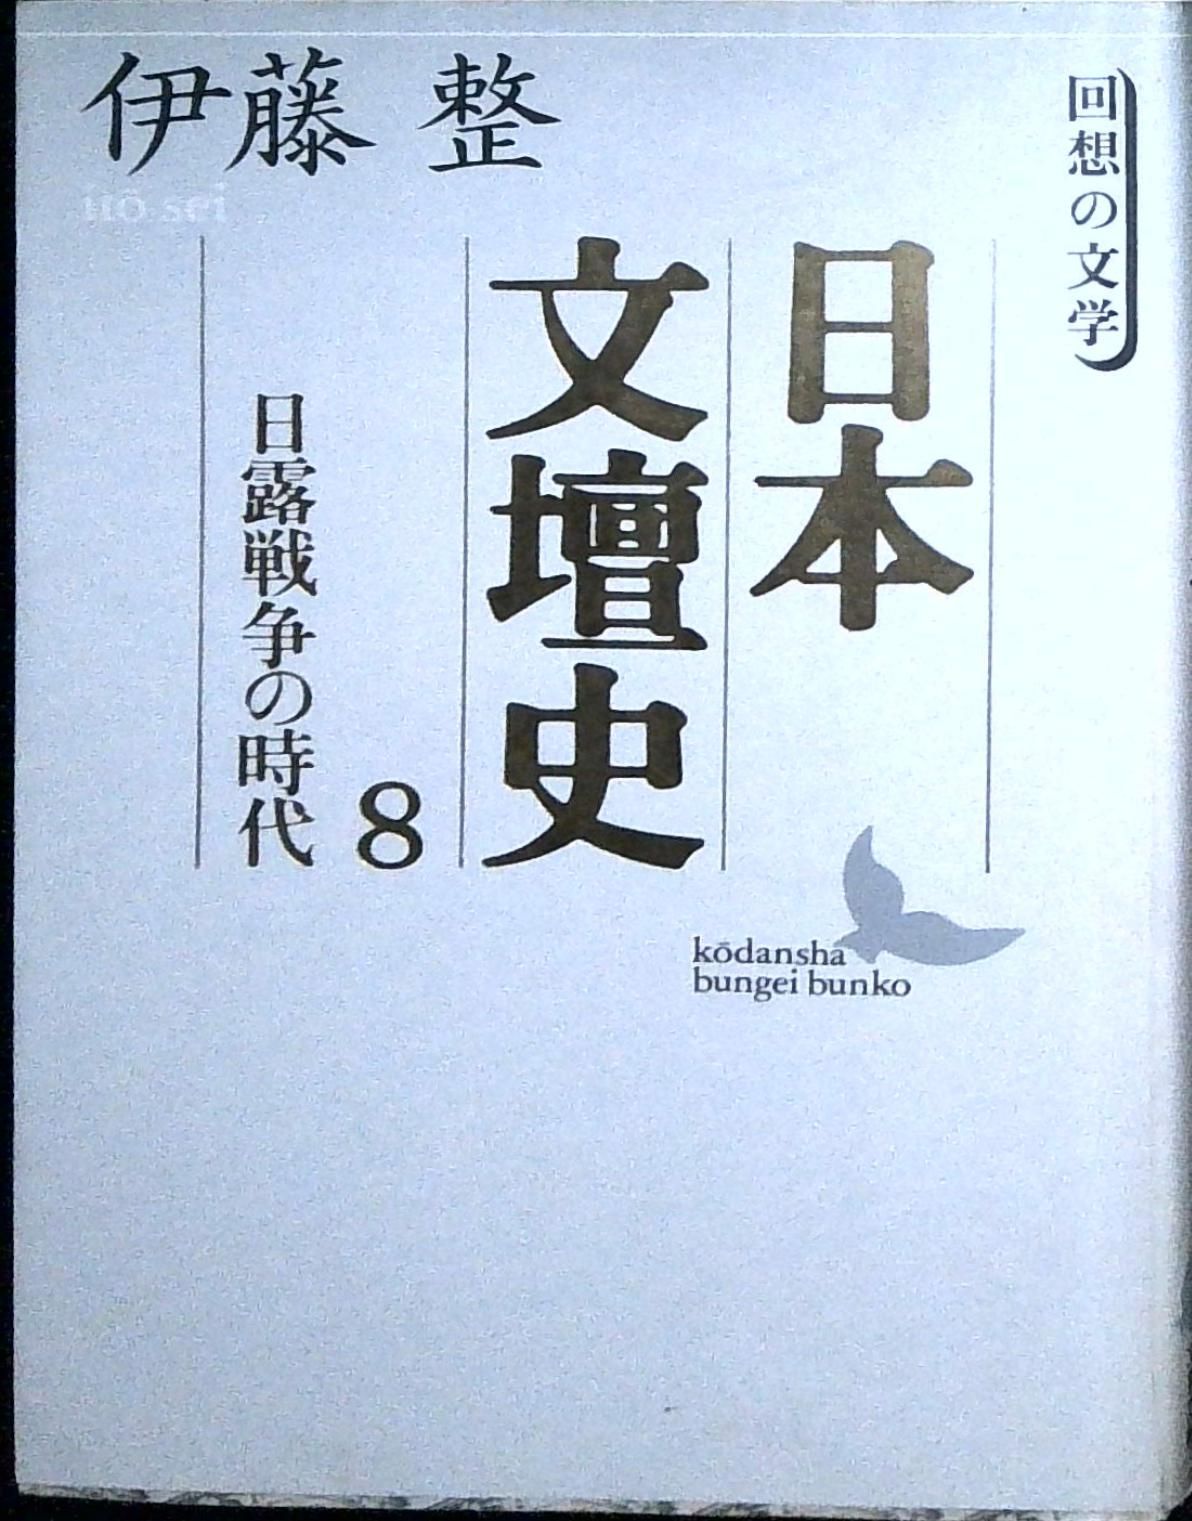 回想の文学
伊藤 整
itō sei
日本
文壇史
8
日露戦争の時代
kōdansha
bungei bunko